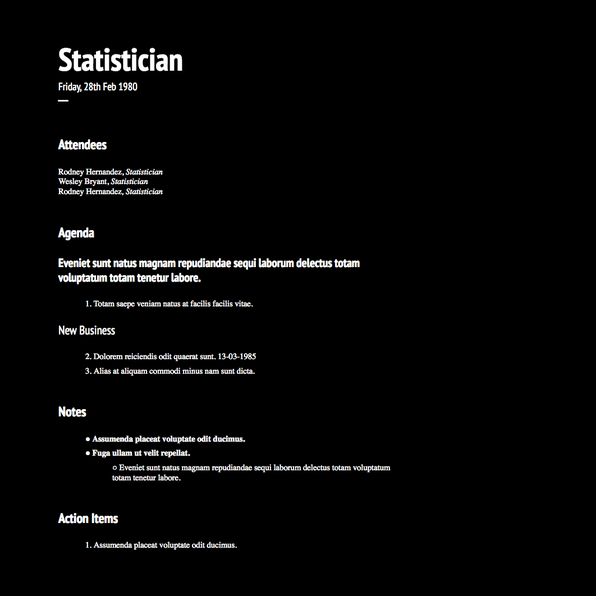 Statistician
Friday, 28th Feb 1980
—
Attendees
Rodney Hernandez, Statistician
Wesley Bryant, Statistician
Rodney Hernandez, Statistician
Agenda
Eveniet sunt natus magnam repudiandae sequi laborum delectus totam
voluptatum totam tenetur labore.
1. Totam saepe veniam natus at facilis facilis vitae.
New Business
2. Dolorem reiciendis odit quaerat sunt. 13-03-1985
3. Alias at aliquam commodi minus nam sunt dicta.
Notes
● Assumenda placeat voluptate odit ducimus.
● Fuga ullam ut velit repellat.
○ Eveniet sunt natus magnam repudiandae sequi laborum delectus totam voluptatum
totam tenetur labore.
Action Items
1. Assumenda placeat voluptate odit ducimus.